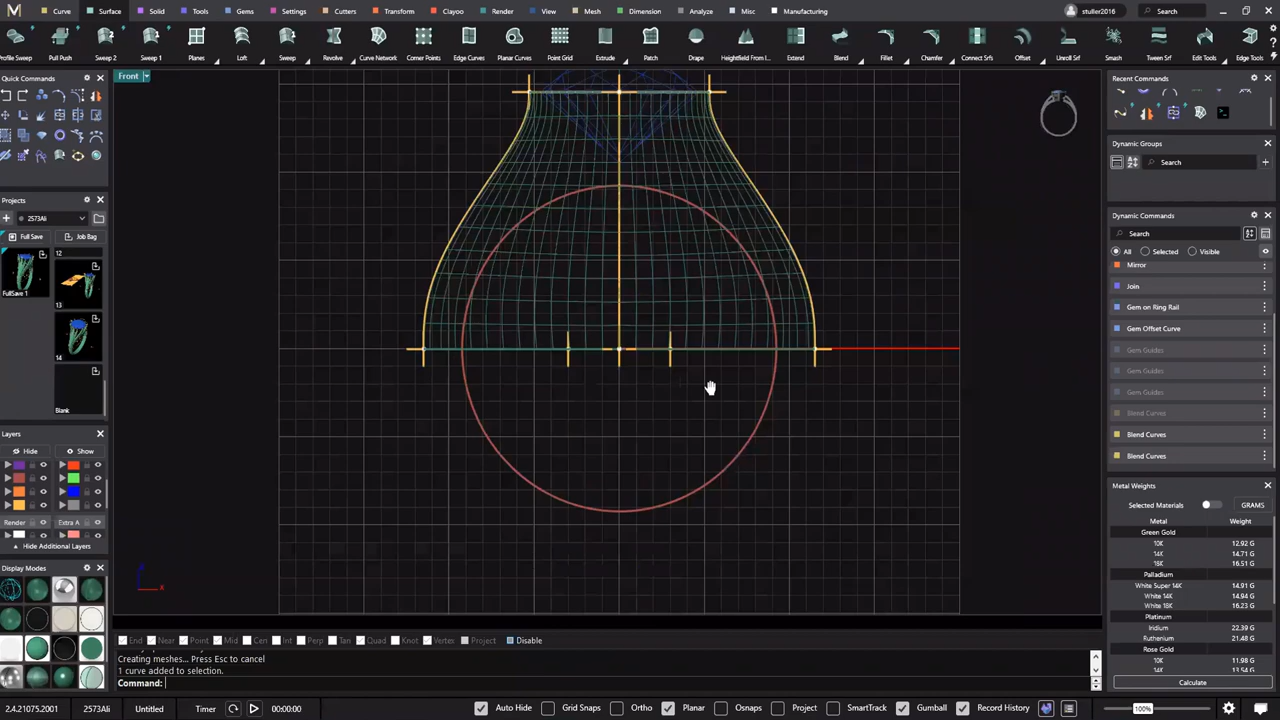 Curve Surface Solid Tools Gems Settings Cutters Transform Clayoo Render View Mesh Dimension Analyze Misc Manufacturing stuller2016 Search
Profile Sweep Pull Push Sweep 2 Sweep 1 Planes Loft Sweep Revolve Curve Network Corner Points Edge Curves Planar Curves Point Grid Extrude Patch Drape Heightfield From I... Extend Blend Fillet Chamfer Connect Srfs Offset Unroll Srf Smash Tween Srf Edit Tools Edge Tools
Quick Commands
Front
Recent Commands
Dynamic Groups
Search
Projects
2573Ali
Full Save Job Bag
FullSave 1
12
13
14
Blank
Dynamic Commands
Search
All Selected Visible
Mirror
Join
Gem on Ring Rail
Gem Offset Curve
Gem Guides
Gem Guides
Gem Guides
Blend Curves
Blend Curves
Blend Curves
Layers
Hide Show
Render Extra A
Hide Additional Layers
Display Modes
x
Metal Weights
Selected Materials GRAMS
Metal Weight
Green Gold
10K 12.92 G
14K 14.71 G
18K 16.51 G
Palladium
White Super 14K 14.91 G
White 14K 14.94 G
White 18K 16.23 G
Platinum
Iridium 22.39 G
Ruthenium 21.48 G
Rose Gold
10K 11.98 G
14K 13.54 G
Calculate
End Near Point Mid Cen Int Perp Tan Quad Knot Vertex Project Disable
Creating meshes... Press Esc to cancel
1 curve added to selection.
Command:
2.4.21075.2001 2573Ali Untitled Timer 00:00:00 Auto Hide Grid Snaps Ortho Planar Osnaps Project SmartTrack Gumball Record History 100%